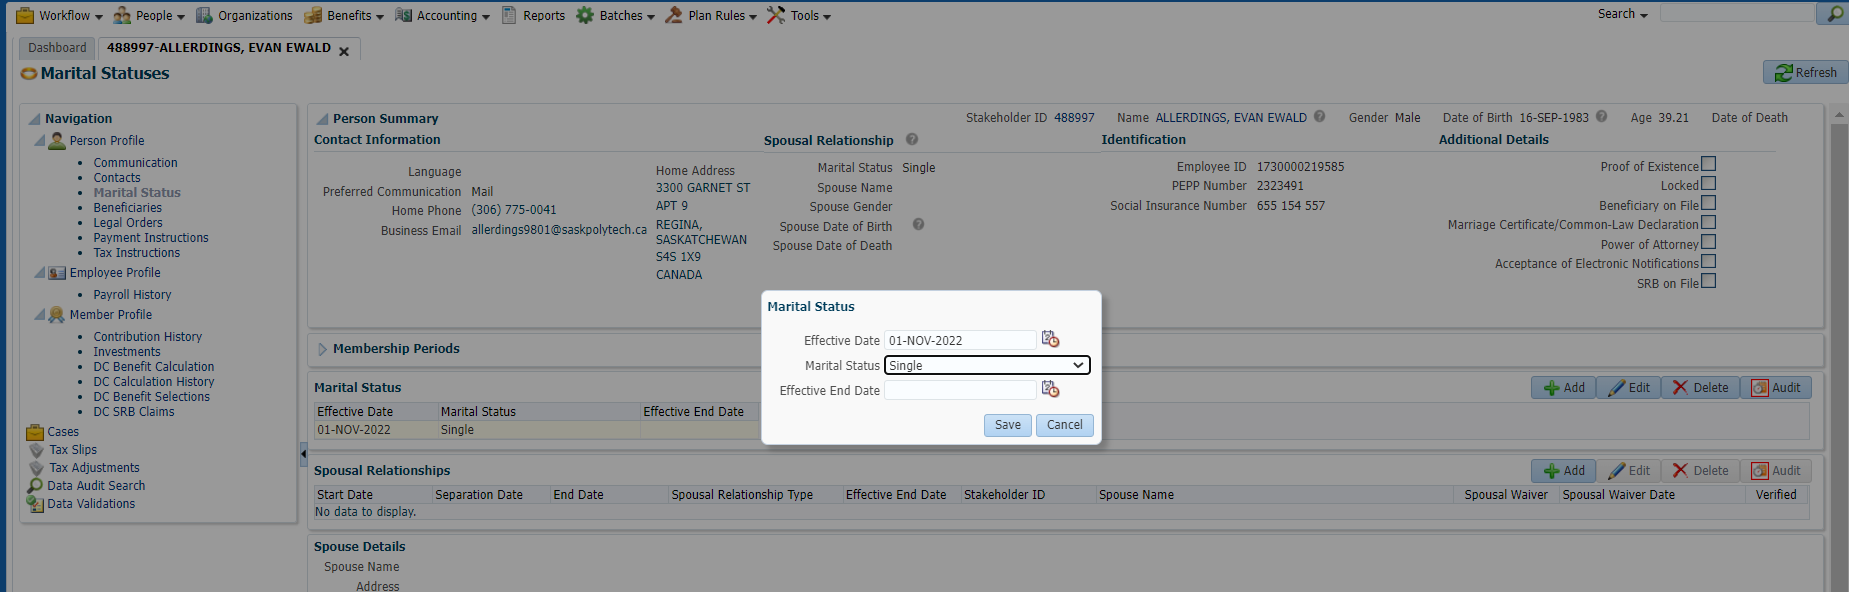 Workflow People Organizations Benefits Accounting Reports Batches Plan Rules Tools Search
Dashboard 488997-ALLERDINGS, EVAN EWALD
Marital Statuses Refresh
Navigation
Person Profile
Communication
Contacts
Marital Status
Beneficiaries
Legal Orders
Payment Instructions
Tax Instructions
Employee Profile
Payroll History
Member Profile
Contribution History
Investments
DC Benefit Calculation
DC Calculation History
DC Benefit Selections
DC SRB Claims
Cases
Tax Slips
Tax Adjustments
Data Audit Search
Data Validations
Person Summary Stakeholder ID 488997 Name ALLERDINGS, EVAN EWALD Gender Male Date of Birth 16-SEP-1983 Age 39.21 Date of Death
Contact Information
Language
Preferred Communication Mail
Home Phone (306) 775-0041
Business Email allerdings9801@saskpolytech.ca
Home Address
3300 GARNET ST
APT 9
REGINA,
SASKATCHEWAN
S4S 1X9
CANADA
Spousal Relationship
Marital Status Single
Spouse Name
Spouse Gender
Spouse Date of Birth
Spouse Date of Death
Identification
Employee ID 1730000219585
PEPP Number 2323491
Social Insurance Number 655 154 557
Additional Details
Proof of Existence
Locked
Beneficiary on File
Marriage Certificate/Common-Law Declaration
Power of Attorney
Acceptance of Electronic Notifications
SRB on File
Marital Status
Effective Date 01-NOV-2022
Marital Status Single
Effective End Date
Save Cancel
Membership Periods
Marital Status Add Edit Delete Audit
Effective Date Marital Status Effective End Date
01-NOV-2022 Single
Spousal Relationships Add Edit Delete Audit
Start Date Separation Date End Date Spousal Relationship Type Effective End Date Stakeholder ID Spouse Name Spousal Waiver Spousal Waiver Date Verified
No data to display.
Spouse Details
Spouse Name
Address